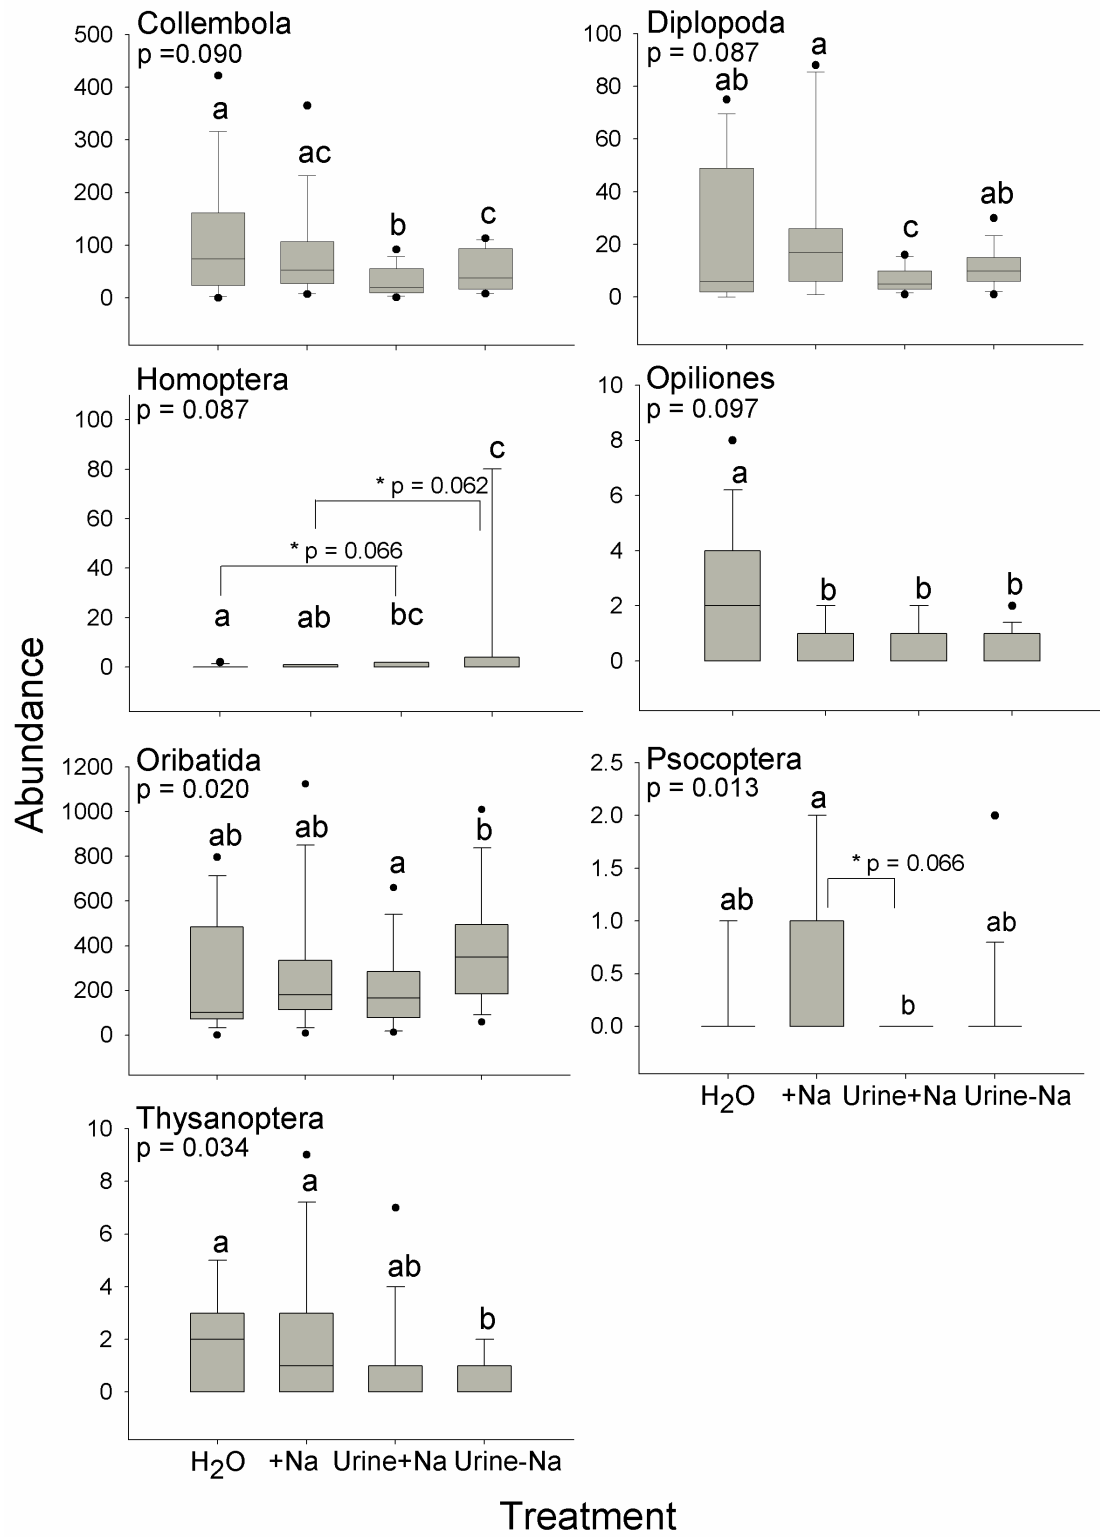 Collembola
p =0.090
500
400
300
200
100
0
a
ac
b
c
Diplopoda
p = 0.087
100
80
60
40
20
0
ab
a
c
ab
Homoptera
p = 0.087
100
80
60
40
20
0
c
* p = 0.062
* p = 0.066
a
ab
bc
Opiliones
p = 0.097
10
8
6
4
2
0
a
b
b
b
Abundance
Oribatida
p = 0.020
1200
1000
800
600
400
200
0
ab
ab
a
b
Psocoptera
p = 0.013
2.5
2.0
1.5
1.0
0.5
0.0
a
* p = 0.066
ab
b
ab
H2O +Na Urine+Na Urine-Na
Thysanoptera
p = 0.034
10
8
6
4
2
0
a
a
ab
b
H2O +Na Urine+Na Urine-Na
Treatment